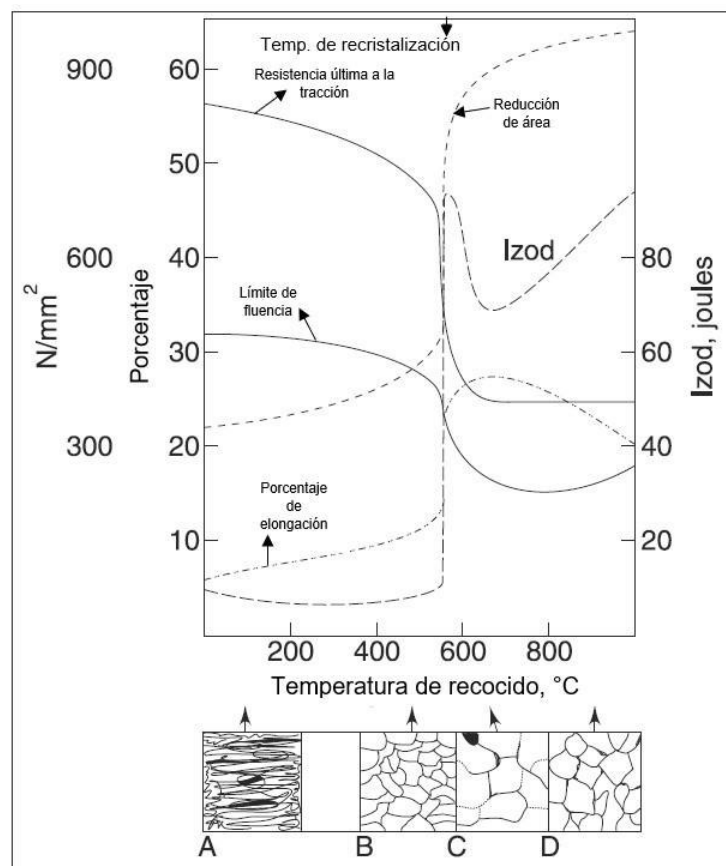 Temp. de recristalización
900
60
Resistencia última a la
tracción
Reducción
de área
50
600
40
Izod
80
N/mm²
Porcentaje
Límite de
fluencia
30
60
Izod, joules
300
20
40
Porcentaje
de
elongación
10
20
200
400
600
800
Temperatura de recocido, °C
A
B
C
D